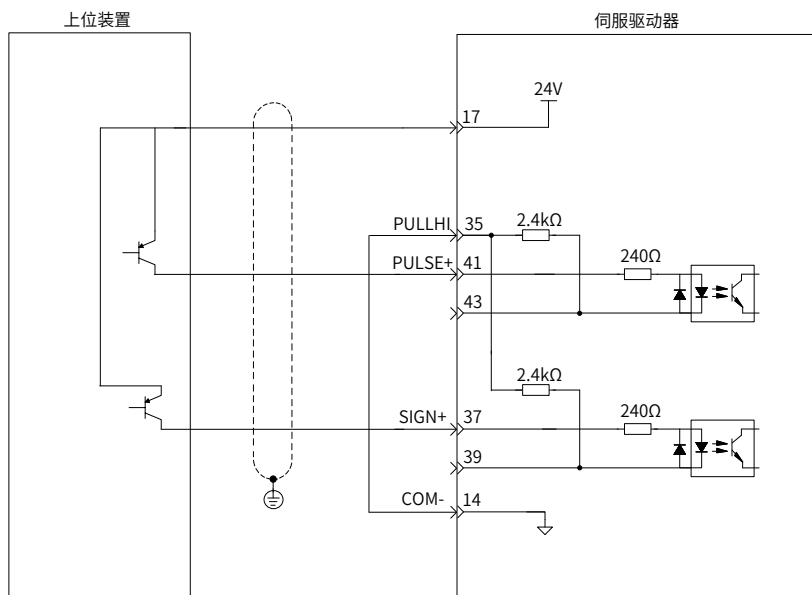 上位装置
伺服驱动器
24V
17
PULLHI 35 2.4kΩ
PULSE+ 41 240Ω
43
2.4kΩ
SIGN+ 37 240Ω
39
COM- 14